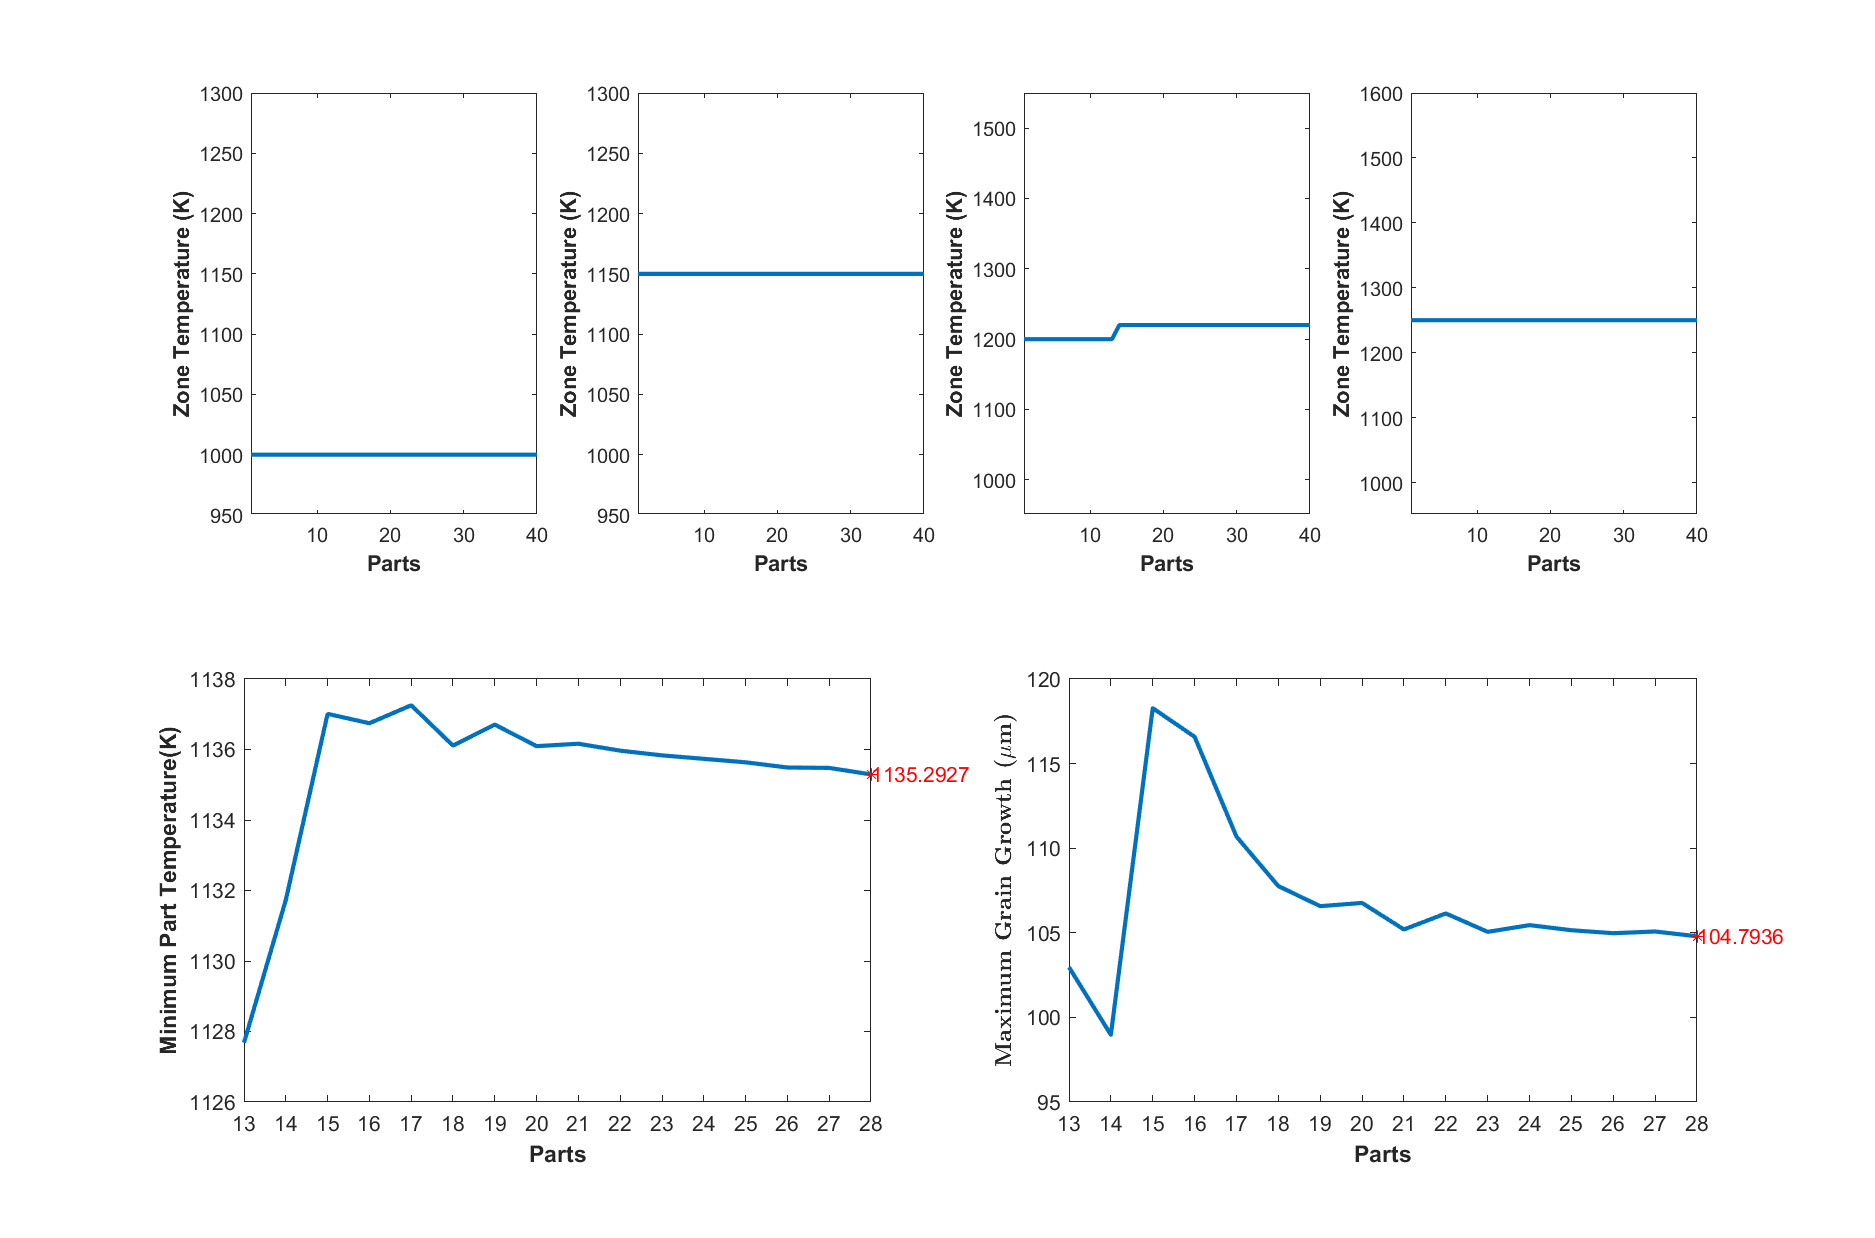 1300
1250
1200
1150
1100
1050
1000
950
10 20 30 40
Parts
Zone Temperature (K)
1300
1250
1200
1150
1100
1050
1000
950
10 20 30 40
Parts
Zone Temperature (K)
1500
1400
1300
1200
1100
1000
10 20 30 40
Parts
Zone Temperature (K)
1600
1500
1400
1300
1200
1100
1000
10 20 30 40
Parts
Zone Temperature (K)
1138
1136
1134
1132
1130
1128
1126
13 14 15 16 17 18 19 20 21 22 23 24 25 26 27 28
Parts
Minimum Part Temperature(K)
1135.2927
120
115
110
105
100
95
13 14 15 16 17 18 19 20 21 22 23 24 25 26 27 28
Parts
Maximum Grain Growth (μm)
104.7936